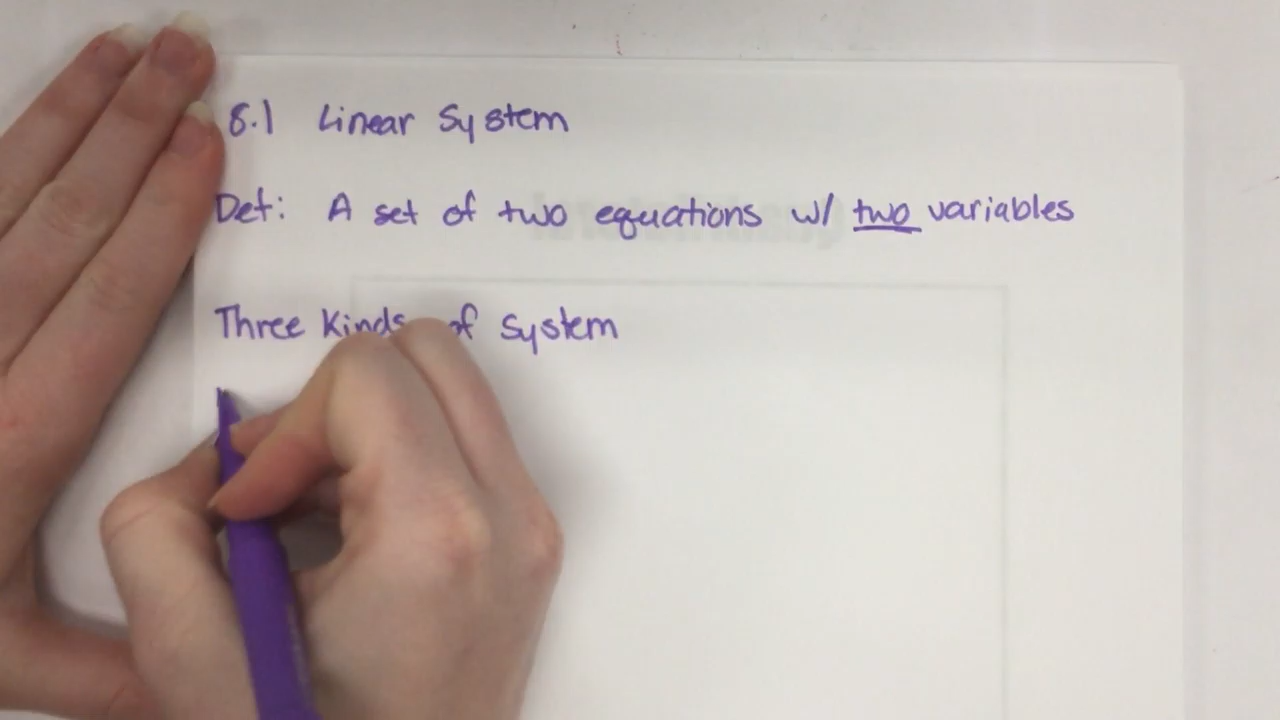 8.1 Linear System
Def: A set of two equations w/ two variables
Three Kinds of System